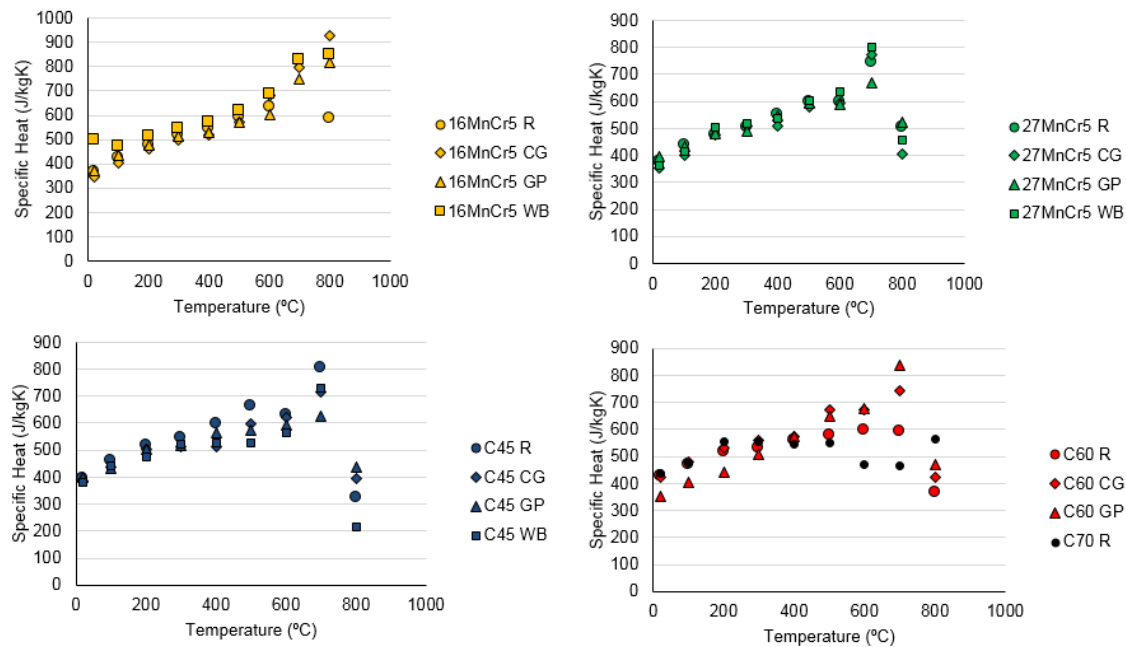 Specific Heat (J/kgK)
1000
900
800
700
600
500
400
300
200
100
0
0 200 400 600 800 1000
Temperature (ºC)
16MnCr5 R
16MnCr5 CG
16MnCr5 GP
16MnCr5 WB
Specific Heat (J/kgK)
900
800
700
600
500
400
300
200
100
0
0 200 400 600 800 1000
Temperature (ºC)
27MnCr5 R
27MnCr5 CG
27MnCr5 GP
27MnCr5 WB
Specific Heat (J/kgK)
900
800
700
600
500
400
300
200
100
0
0 200 400 600 800 1000
Temperature (ºC)
C45 R
C45 CG
C45 GP
C45 WB
Specific Heat (J/kgK)
900
800
700
600
500
400
300
200
100
0
0 200 400 600 800 1000
Temperature (ºC)
C60 R
C60 CG
C60 GP
C70 R